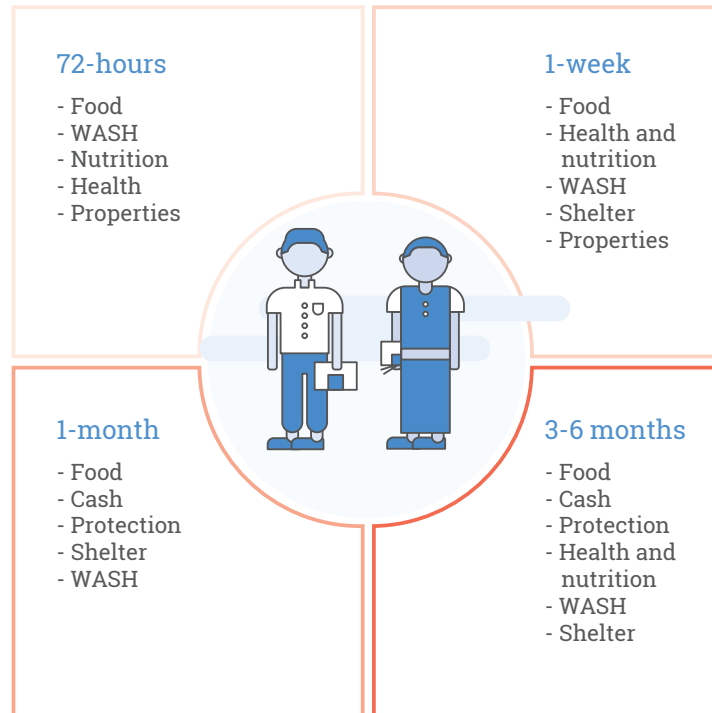 72-hours
- Food
- WASH
- Nutrition
- Health
- Properties
1-week
- Food
- Health and
nutrition
- WASH
- Shelter
- Properties
1-month
- Food
- Cash
- Protection
- Shelter
- WASH
3-6 months
- Food
- Cash
- Protection
- Health and
nutrition
- WASH
- Shelter